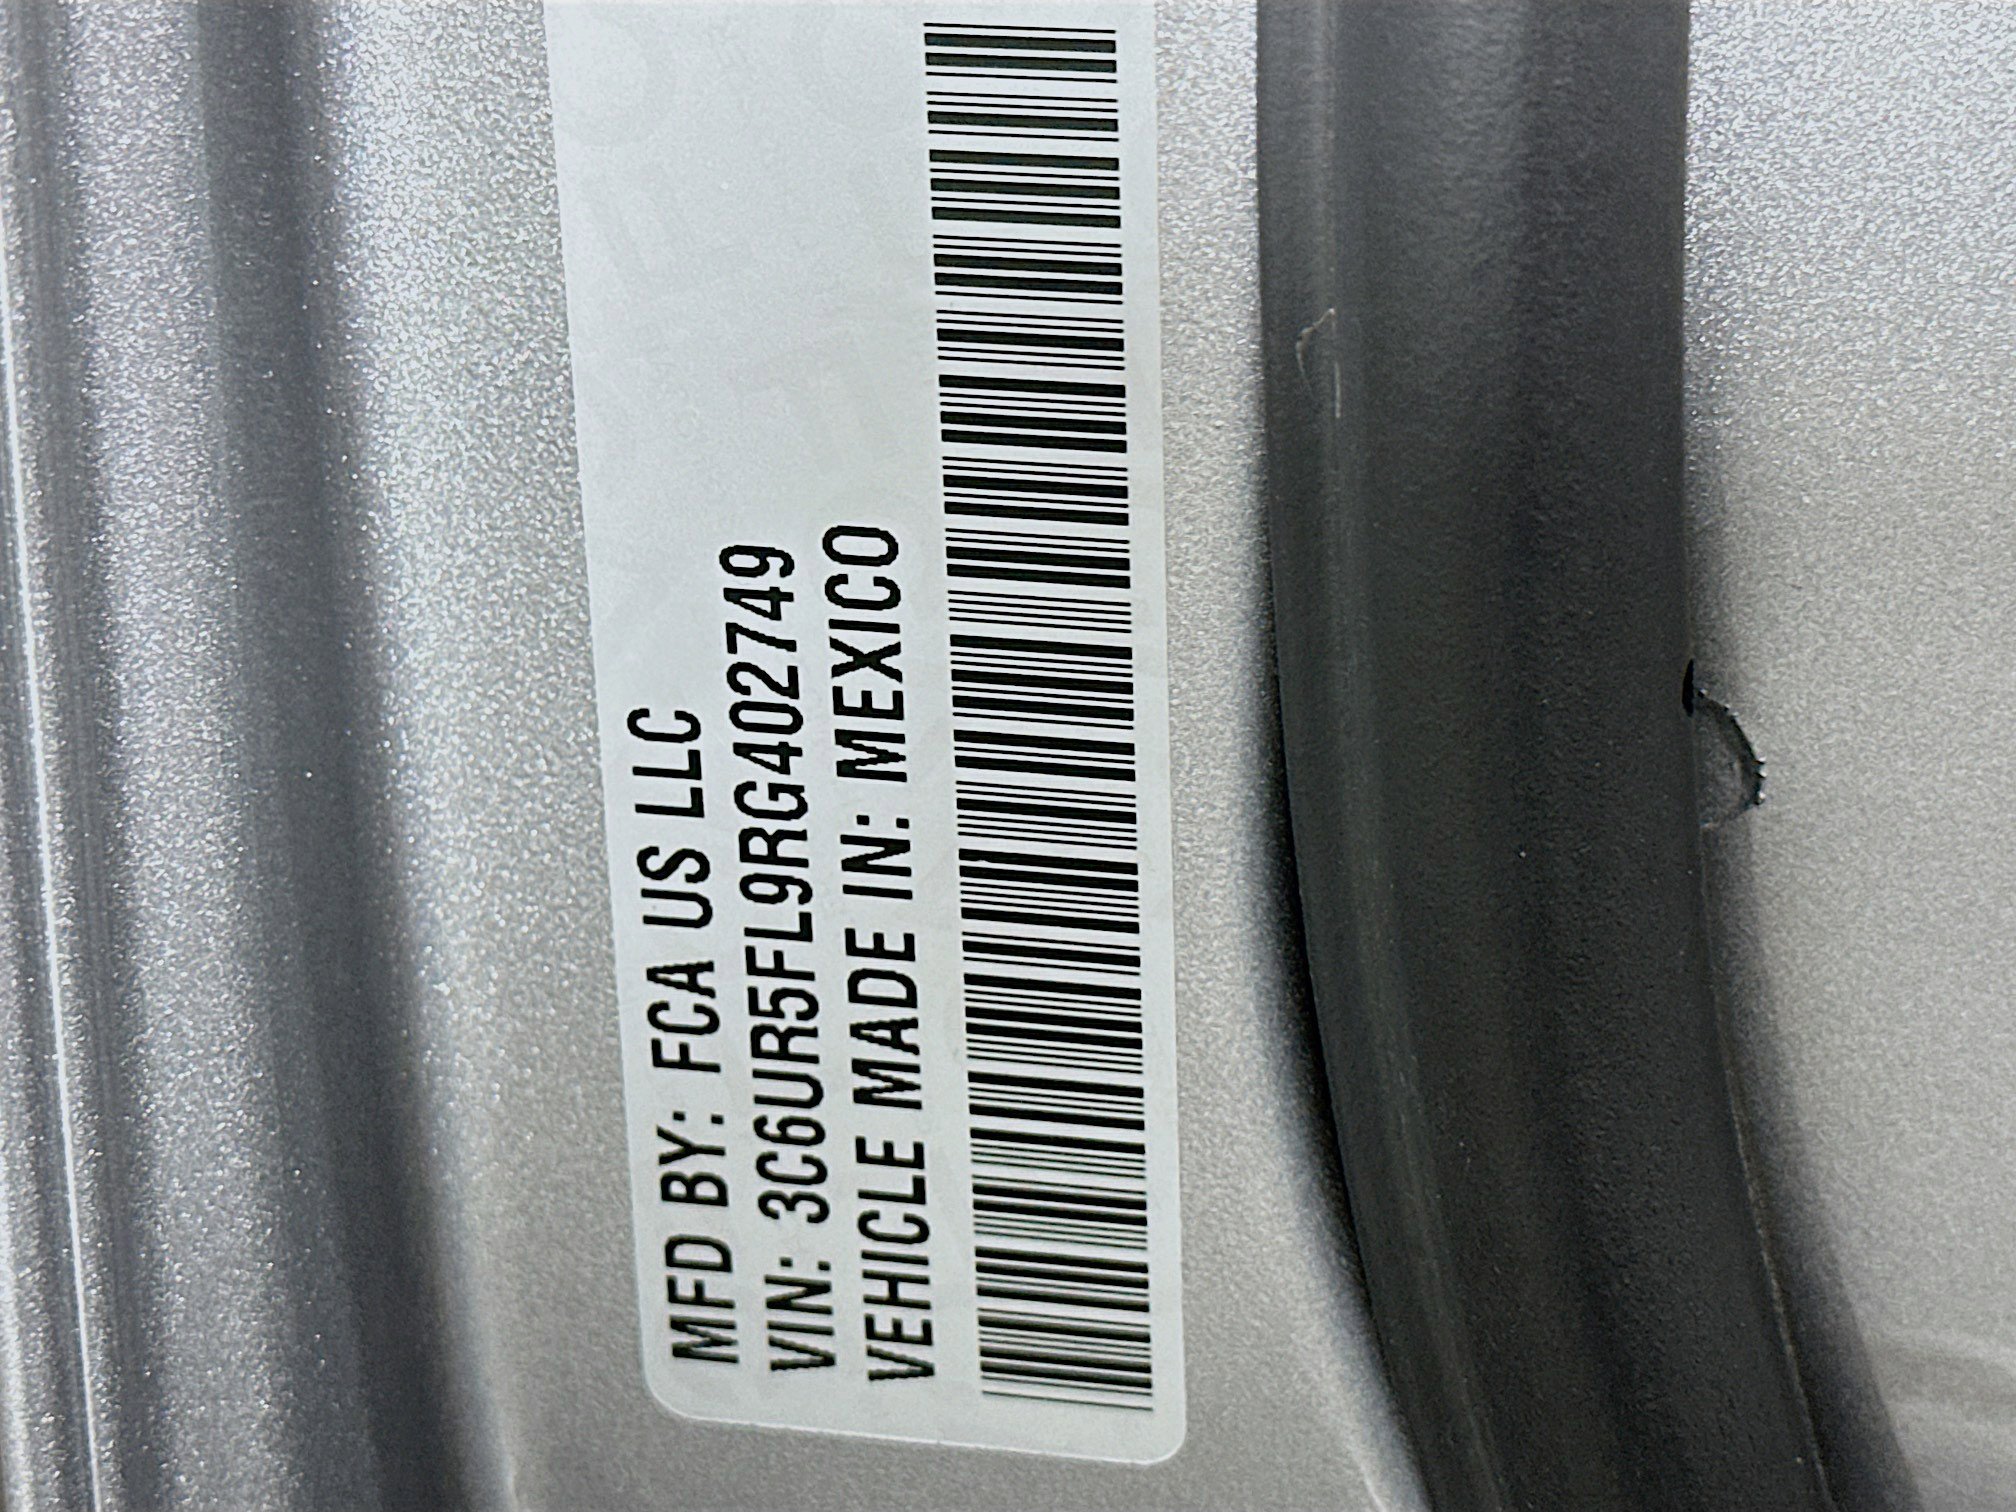 MFD BY: FCA US LLC
VIN: 3C6UR5FL9RG402749
VEHICLE MADE IN: MEXICO